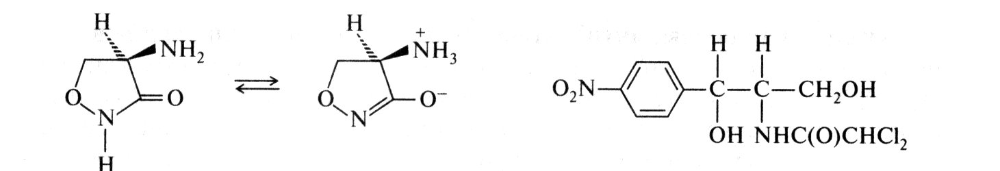 H
NH2
O
N
H
O
H
+
NH3
O
N
O−
H H
O2N C C CH2OH
OH NHC(O)CHCl2